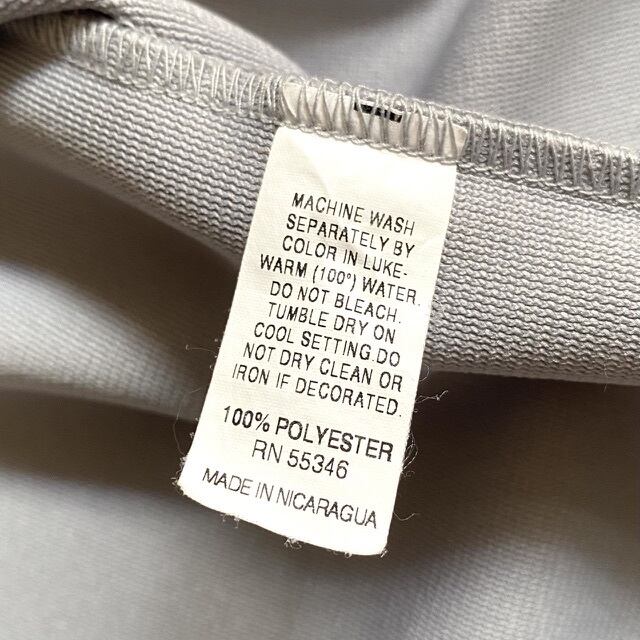 MACHINE WASH
SEPARATELY BY
COLOR IN LUKE-
WARM (100°) WATER.
DO NOT BLEACH.
TUMBLE DRY ON
COOL SETTING.DO
NOT DRY CLEAN OR
IRON IF DECORATED.
100% POLYESTER
RN 55346
MADE IN NICARAGUA